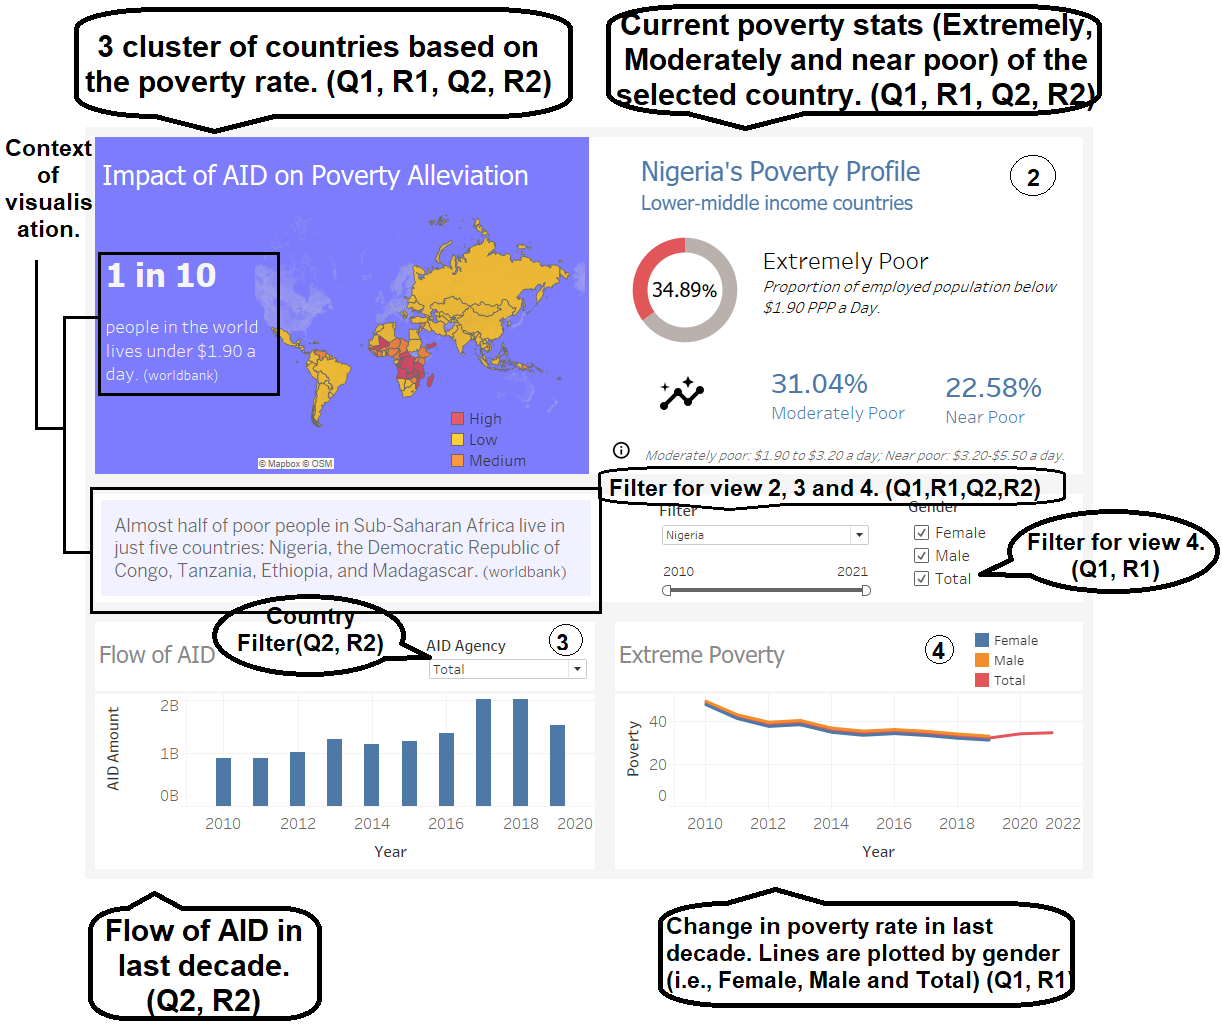 3 cluster of countries based on
the poverty rate. (Q1, R1, Q2, R2)
Current poverty stats (Extremely,
Moderately and near poor) of the
selected country. (Q1, R1, Q2, R2)
Context
of
visualis
ation.
Impact of AID on Poverty Alleviation
1 in 10
people in the world
lives under $1.90 a
day. (worldbank)
High
Low
Medium
© Mapbox © OSM
Nigeria's Poverty Profile
Lower-middle income countries
2
34.89%
Extremely Poor
Proportion of employed population below
$1.90 PPP a Day.
31.04%
Moderately Poor
22.58%
Near Poor
Moderately poor: $1.90 to $3.20 a day; Near poor: $3.20-$5.50 a day.
Filter for view 2, 3 and 4. (Q1,R1,Q2,R2)
Almost half of poor people in Sub-Saharan Africa live in
just five countries: Nigeria, the Democratic Republic of
Congo, Tanzania, Ethiopia, and Madagascar. (worldbank)
Filter
Nigeria
2010 2021
Gender
Female
Male
Total
Filter for view 4.
(Q1, R1)
Country
Filter(Q2, R2)
Flow of AID
AID Agency
Total
3
AID Amount
2B
1B
0B
2010 2012 2014 2016 2018 2020
Year
Extreme Poverty
4
Female
Male
Total
Poverty
40
20
0
2010 2012 2014 2016 2018 2020 2022
Year
Flow of AID in
last decade.
(Q2, R2)
Change in poverty rate in last
decade. Lines are plotted by gender
(i.e., Female, Male and Total) (Q1, R1)